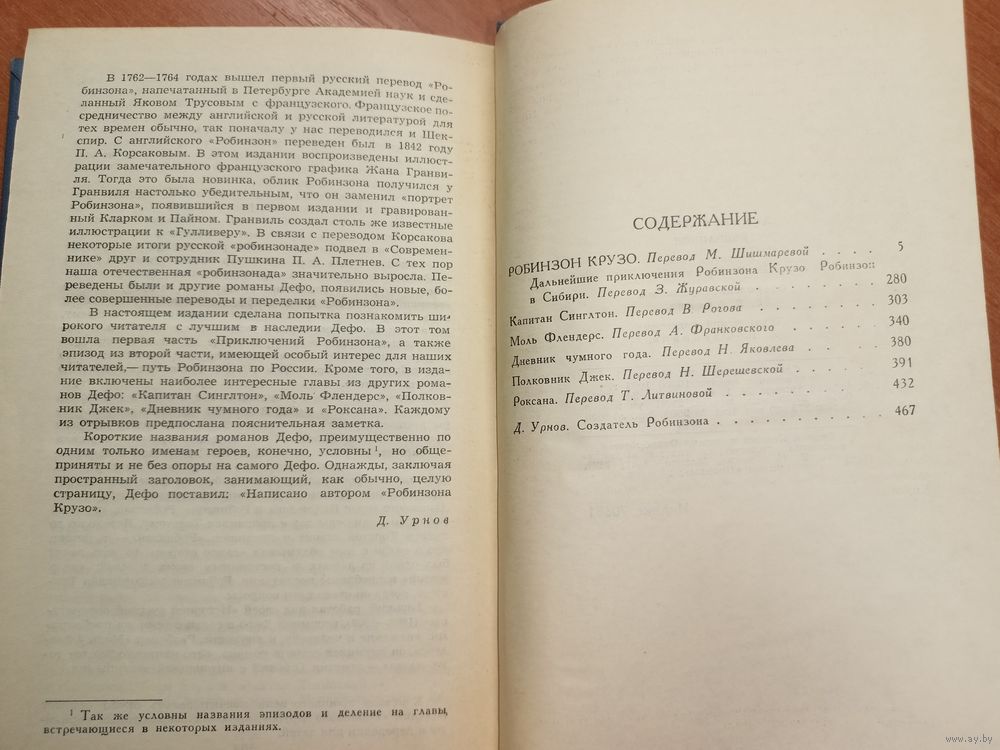 В 1762—1764 годах вышел первый русский перевод «Ро-
бинзона», напечатанный в Петербурге Академией наук и сде-
ланный Яковом Трусовым с французского. Французское по-
средничество между английской и русской литературой для
тех времен обычно, так поначалу у нас переводился и Шек-
спир. С английского «Робинзон» переведен был в 1842 году
П. А. Корсаковым. В этом издании воспроизведены иллюст-
рации замечательного французского графика Жана Гранви-
ля. Тогда это была новинка, облик Робинзона получился у
Гранвиля настолько убедительным, что он заменил «портрет
Робинзона», появившийся в первом издании и гравирован-
ный Кларком и Пайном. Гранвиль создал столь же известные
иллюстрации к «Гулливеру». В связи с переводом Корсакова
некоторые итоги русской «робинзонаде» подвел в «Современ-
нике» друг и сотрудник Пушкина П. А. Плетнев. С тех пор
наша отечественная «робинзонада» значительно выросла. Пе-
реведены были и другие романы Дефо, появились новые, бо-
лее совершенные переводы и переделки «Робинзона».
В настоящем издании сделана попытка познакомить ши-
рокого читателя с лучшим в наследии Дефо. В этот том
вошла первая часть «Приключений Робинзона», а также
эпизод из второй части, имеющий особый интерес для наших
читателей,— путь Робинзона по России. Кроме того, в из-
дание включены наиболее интересные главы из других рома-
нов Дефо: «Капитан Синглтон», «Моль Флендерс», «Полков-
ник Джек», «Дневник чумного года» и «Роксана». Каждому
из отрывков предпослана пояснительная заметка.
Короткие названия романов Дефо, преимущественно по
одним только именам героев, конечно, условны¹, но обще-
приняты и не без опоры на самого Дефо. Однажды, заключая
пространный заголовок, занимающий, как обычно, целую
страницу, Дефо поставил: «Написано автором «Робинзона
Крузо».
Д. Урнов
¹ Так же условны названия эпизодов и деление на главы,
встречающиеся в некоторых изданиях.
СОДЕРЖАНИЕ
РОБИНЗОН КРУЗО. Перевод М. Шишмаревой . . . . 5
Дальнейшие приключения Робинзона Крузо Робинзон
в Сибири. Перевод З. Журавской . . . . . . . 280
Капитан Синглтон. Перевод В Рогова . . . . . . 303
Моль Флендерс. Перевод А. Франковского . . . . . 340
Дневник чумного года. Перевод Н. Яковлева . . . . 380
Полковник Джек. Перевод Н. Шерешевской . . . . . 391
Роксана. Перевод Т. Литвиновой . . . . . . 432
Д. Урнов. Создатель Робинзона . . . . . . . . . 467
www.ay.by